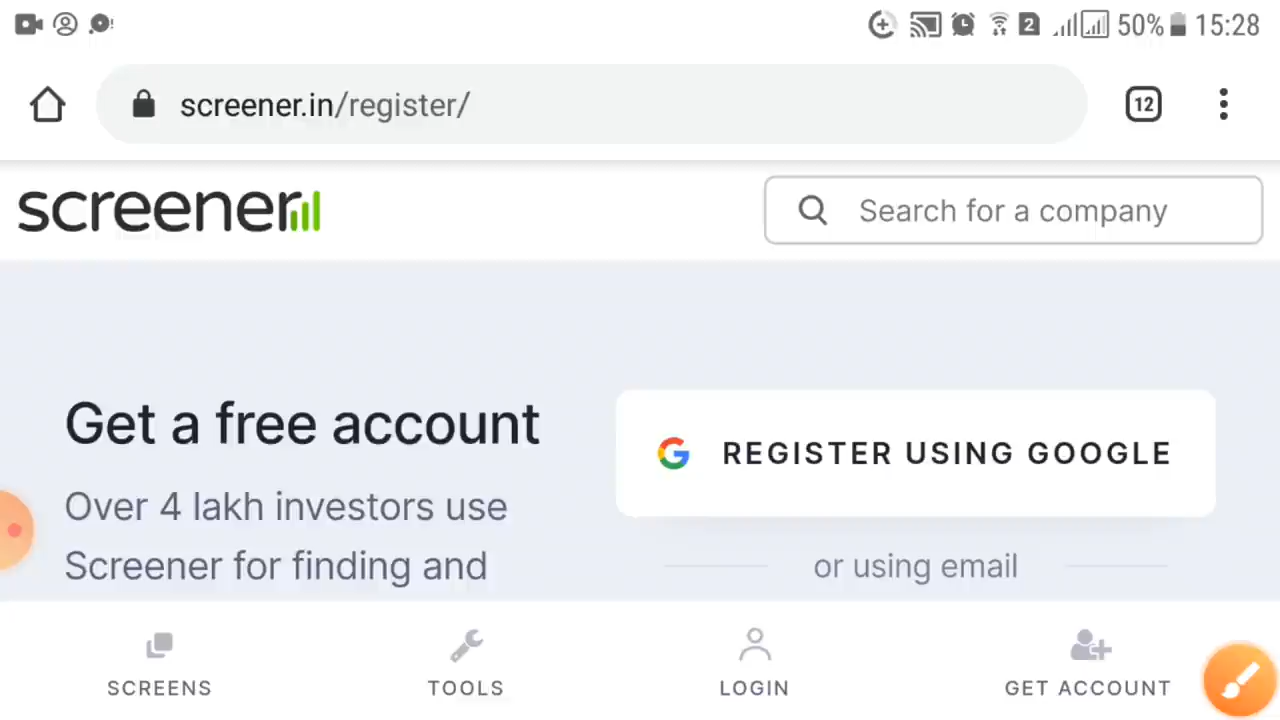 2 50% 15:28
screener.in/register/ 12
screener Search for a company
Get a free account
Over 4 lakh investors use
Screener for finding and
REGISTER USING GOOGLE
or using email
SCREENS TOOLS LOGIN GET ACCOUNT